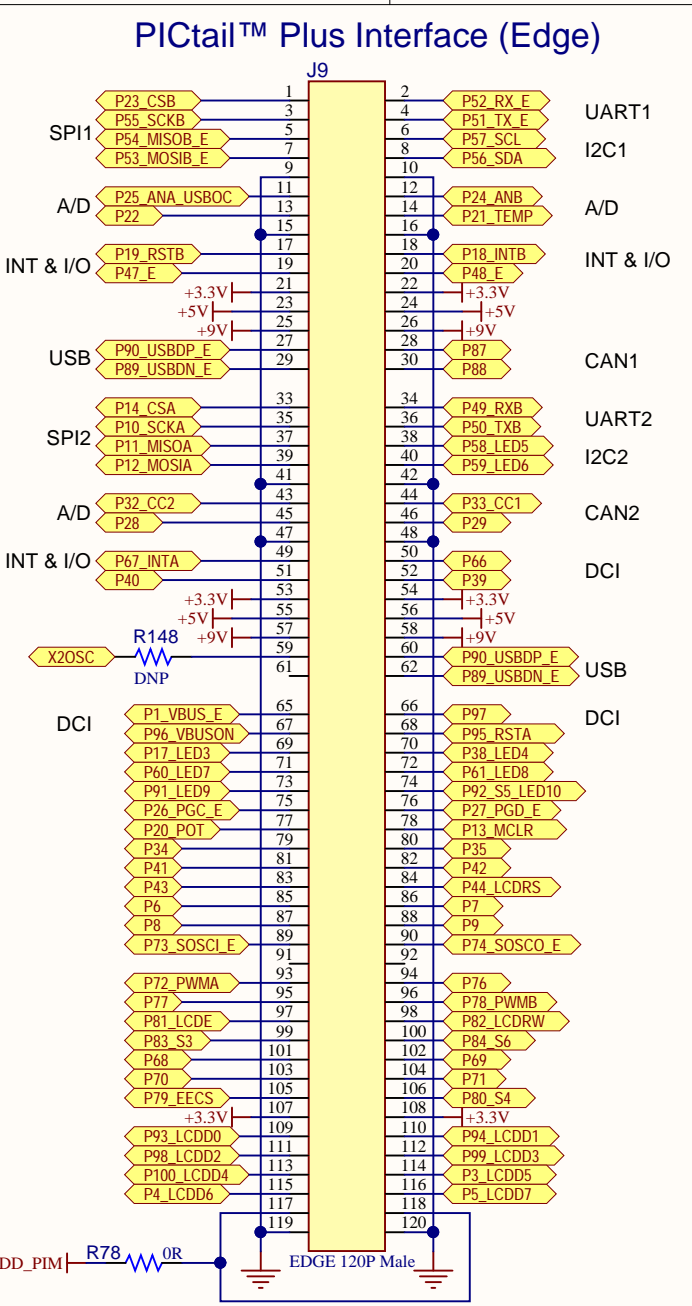 PICtail™ Plus Interface (Edge)
J9
SPI1
P23_CSB 1 2 P52_RX_E
P55_SCKB 3 4 P51_TX_E
UART1
P54_MISOB_E 5 6 P57_SCL
P53_MOSIB_E 7 8 P56_SDA
I2C1
9 10
A/D
P25_ANA_USBOC 11 12 P24_ANB
P22 13 14 P21_TEMP
A/D
15 16
INT & I/O
P19_RSTB 17 18 P18_INTB
P47_E 19 20 P48_E
INT & I/O
+3.3V 21 22 +3.3V
+5V 23 24 +5V
+9V 25 26 +9V
USB
P90_USBDP_E 27 28 P87
P89_USBDN_E 29 30 P88
CAN1
SPI2
P14_CSA 33 34 P49_RXB
P10_SCKA 35 36 P50_TXB
UART2
P11_MISOA 37 38 P58_LED5
P12_MOSIA 39 40 P59_LED6
I2C2
41 42
A/D
P32_CC2 43 44 P33_CC1
P28 45 46 P29
CAN2
47 48
INT & I/O
P67_INTA 49 50 P66
P40 51 52 P39
DCI
+3.3V 53 54 +3.3V
+5V 55 56 +5V
+9V 57 58 +9V
R148
X2OSC 59 60 P90_USBDP_E
DNP
61 62 P89_USBDN_E
USB
DCI
P1_VBUS_E 65 66 P97
DCI
P96_VBUSON 67 68 P95_RSTA
P17_LED3 69 70 P38_LED4
P60_LED7 71 72 P61_LED8
P91_LED9 73 74 P92_S5_LED10
P26_PGC_E 75 76 P27_PGD_E
P20_POT 77 78 P13_MCLR
P34 79 80 P35
P41 81 82 P42
P43 83 84 P44_LCDRS
P6 85 86 P7
P8 87 88 P9
P73_SOSCI_E 89 90 P74_SOSCO_E
91 92
P72_PWMA 93 94 P76
P77 95 96 P78_PWMB
P81_LCDE 97 98 P82_LCDRW
P83_S3 99 100 P84_S6
P68 101 102 P69
P70 103 104 P71
P79_EECS 105 106 P80_S4
+3.3V 107 108 +3.3V
P93_LCDD0 109 110 P94_LCDD1
P98_LCDD2 111 112 P99_LCDD3
P100_LCDD4 113 114 P3_LCDD5
P4_LCDD6 115 116 P5_LCDD7
117 118
119 120
DD_PIM R78 0R
EDGE 120P Male